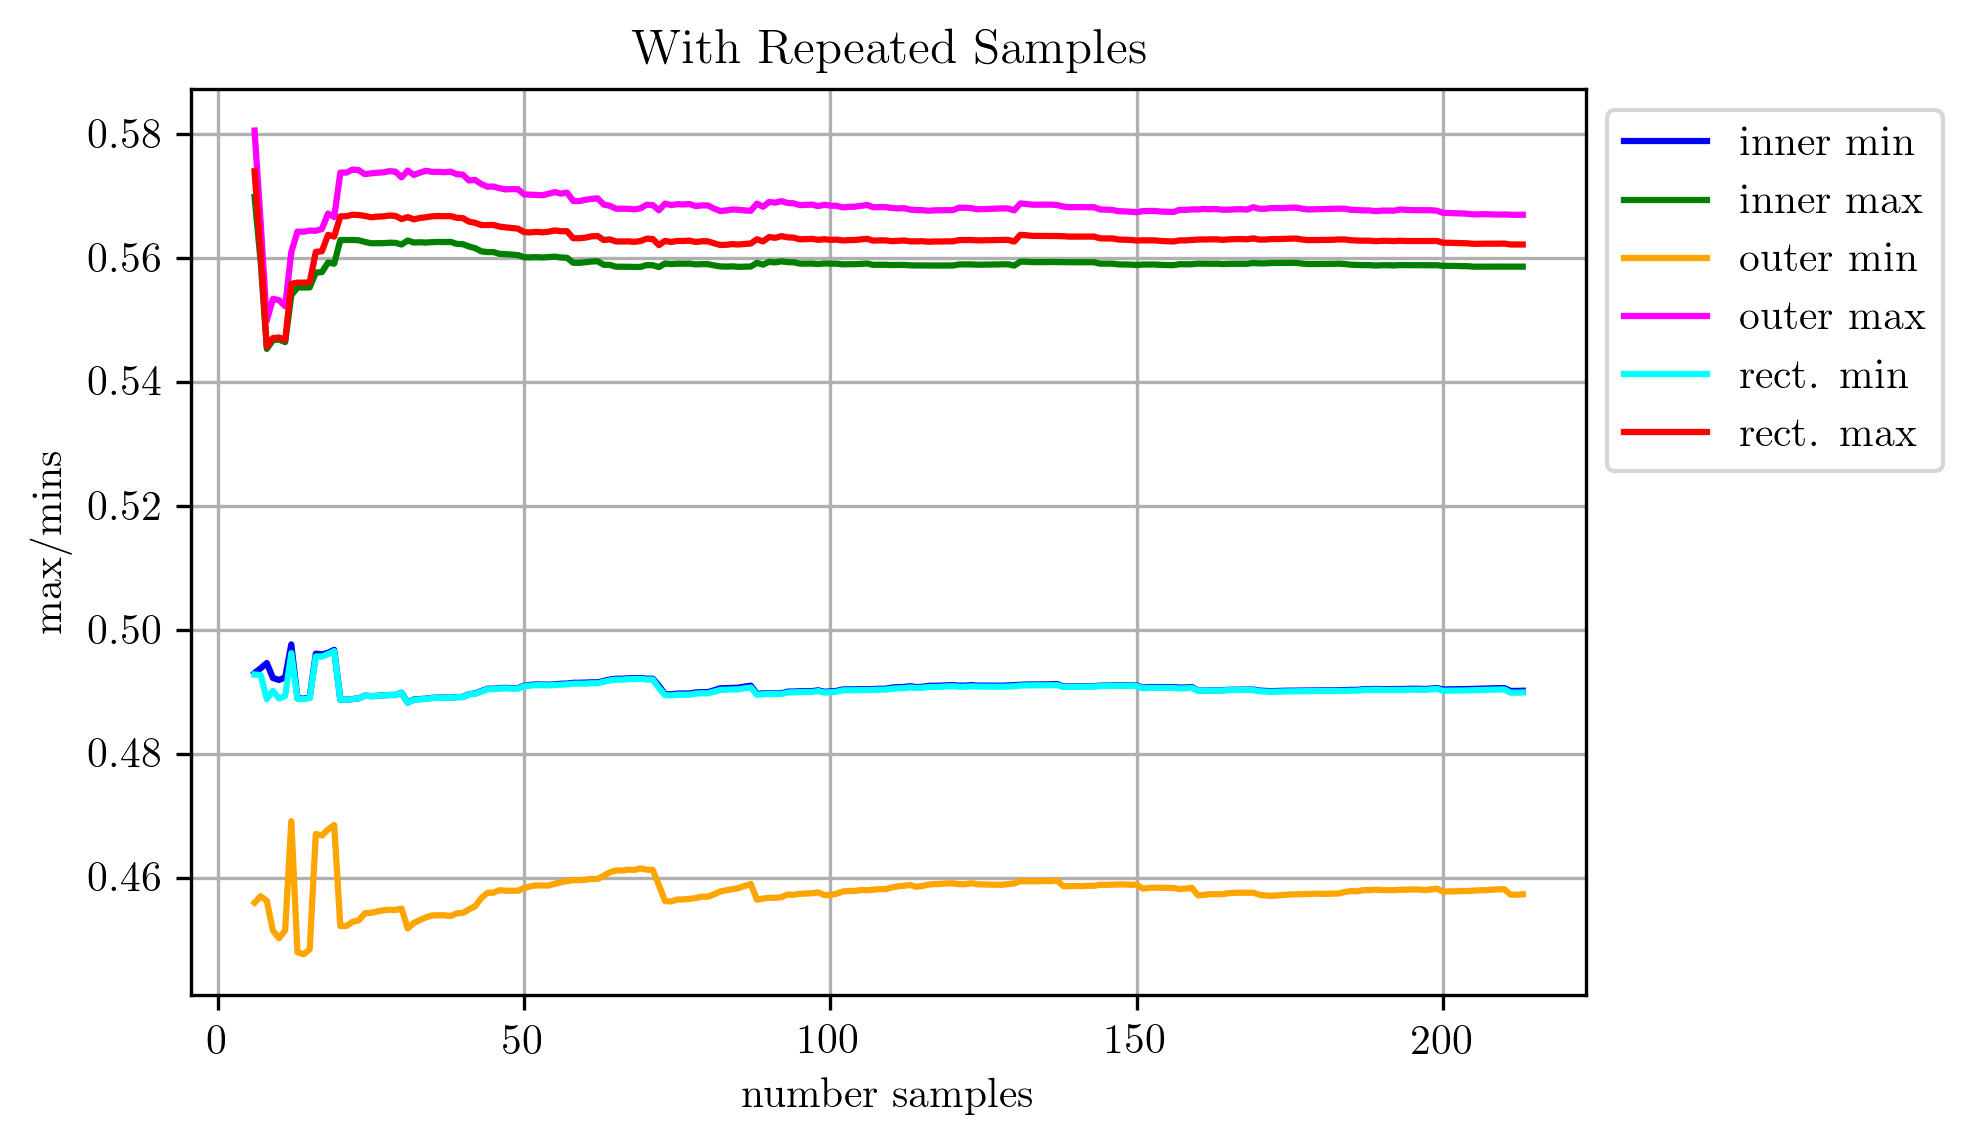 With Repeated Samples
max/mins
0.58
0.56
0.54
0.52
0.50
0.48
0.46
0
50
100
150
200
number samples
inner min
inner max
outer min
outer max
rect. min
rect. max